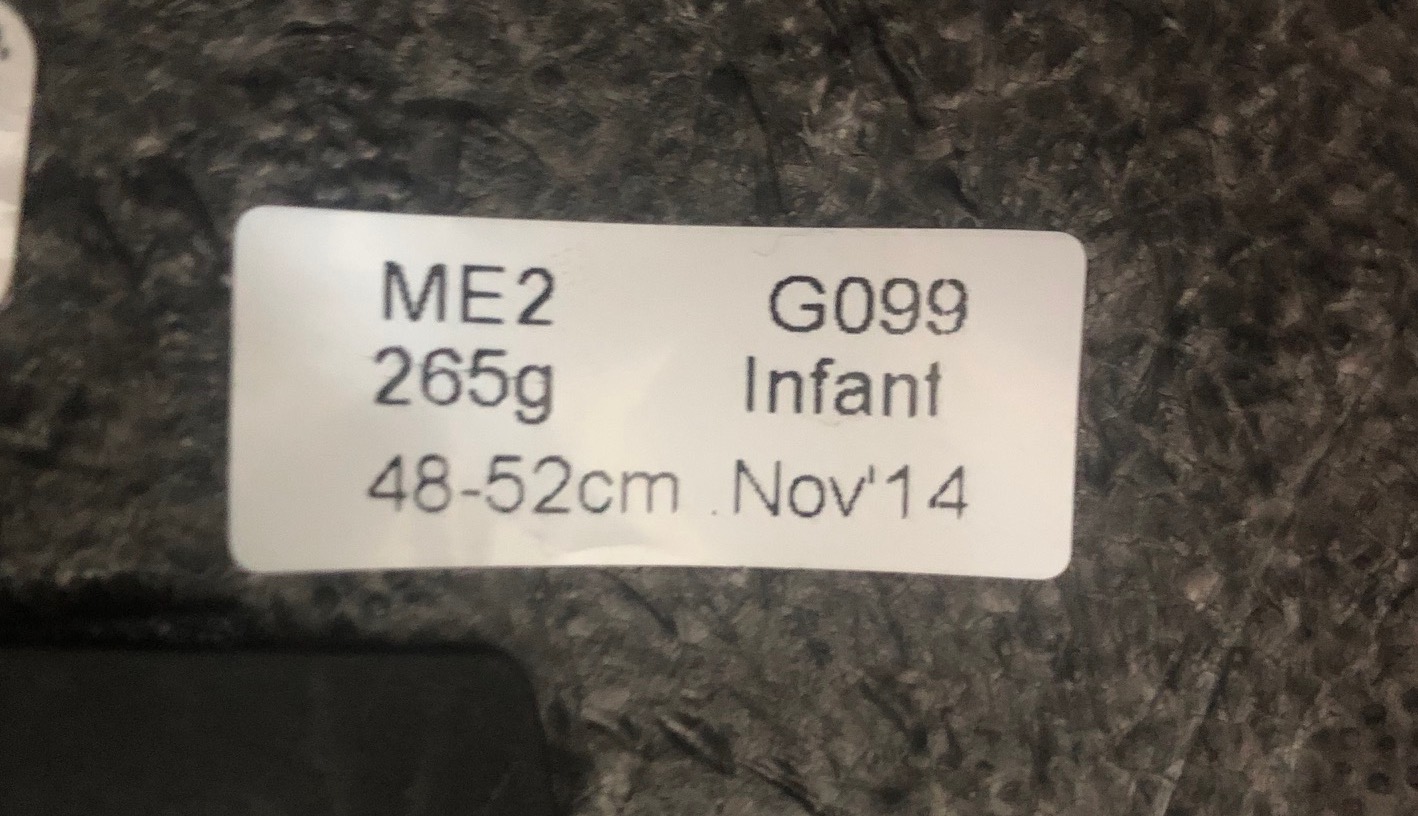 ME2 G099
265g Infant
48-52cm . Nov'14